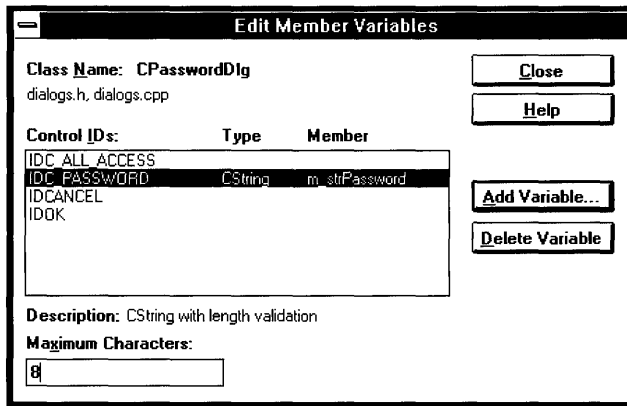 Edit Member Variables
Class Name: CPasswordDlg
dialogs.h, dialogs.cpp
Close
Help
Control IDs: Type Member
IDC_ALL_ACCESS
IDC_PASSWORD CString m_strPassword
IDCANCEL
IDOK
Add Variable...
Delete Variable
Description: CString with length validation
Maximum Characters:
8